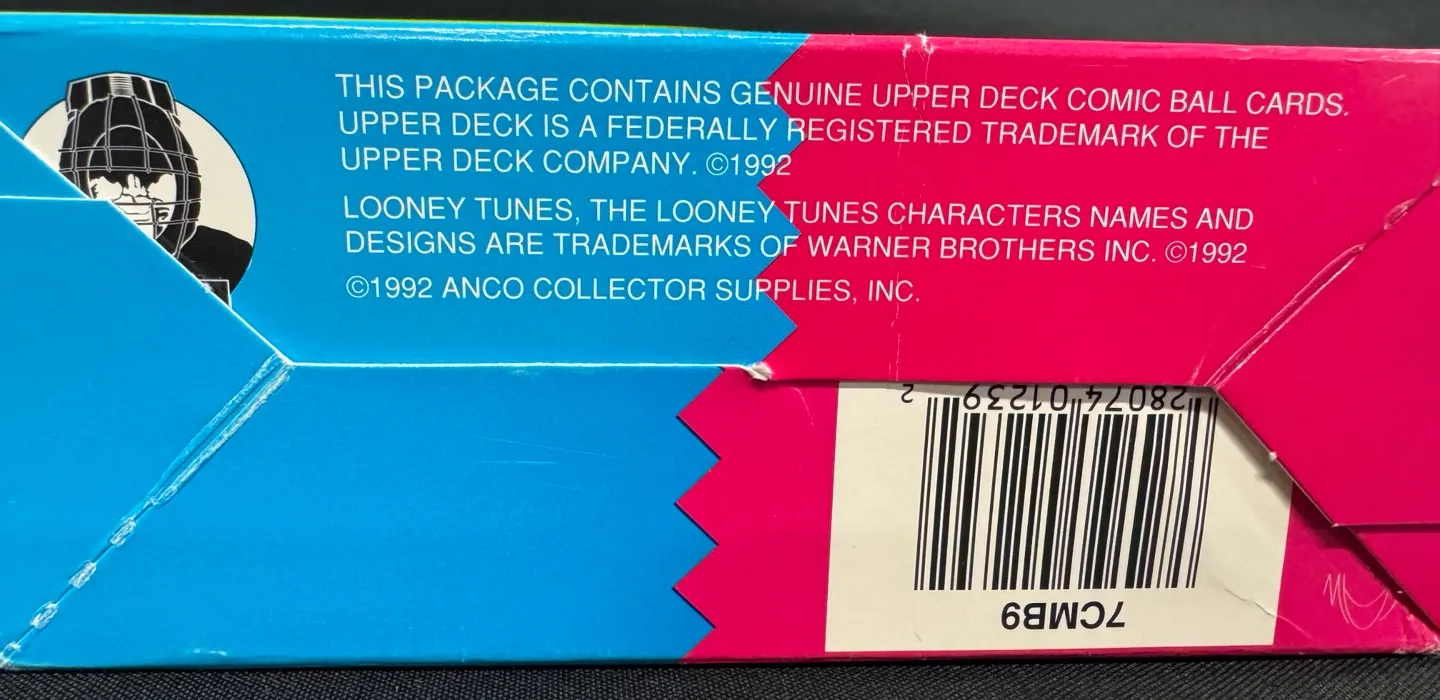 THIS PACKAGE CONTAINS GENUINE UPPER DECK COMIC BALL CARDS.
UPPER DECK IS A FEDERALLY REGISTERED TRADEMARK OF THE
UPPER DECK COMPANY. ©1992
LOONEY TUNES, THE LOONEY TUNES CHARACTERS NAMES AND
DESIGNS ARE TRADEMARKS OF WARNER BROTHERS INC. ©1992
©1992 ANCO COLLECTOR SUPPLIES, INC.
7CMB9
28074 01239 2